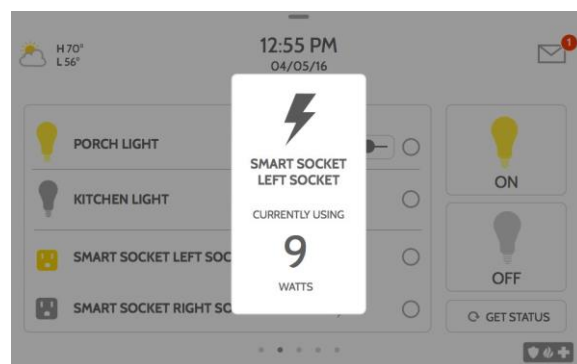 H 70°
L 56°
12:55 PM
04/05/16
1
PORCH LIGHT
KITCHEN LIGHT
SMART SOCKET LEFT SOC
SMART SOCKET RIGHT SO
SMART SOCKET
LEFT SOCKET
CURRENTLY USING
9
WATTS
ON
OFF
GET STATUS